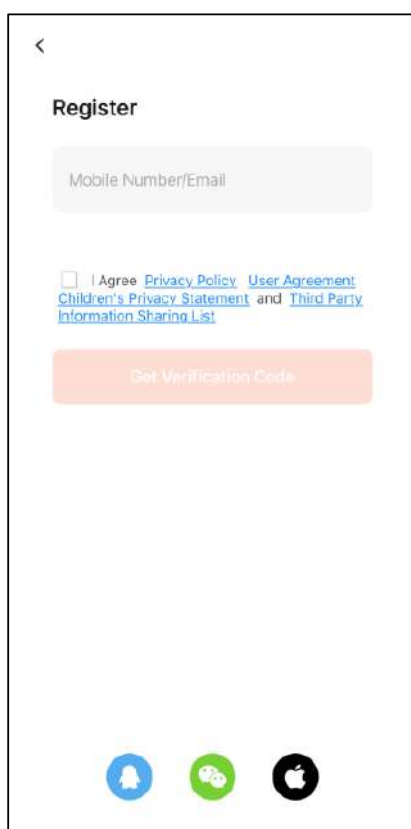 Register
Mobile Number/Email
I Agree Privacy Policy User Agreement
Children's Privacy Statement and Third Party
Information Sharing List
Get Verification Code